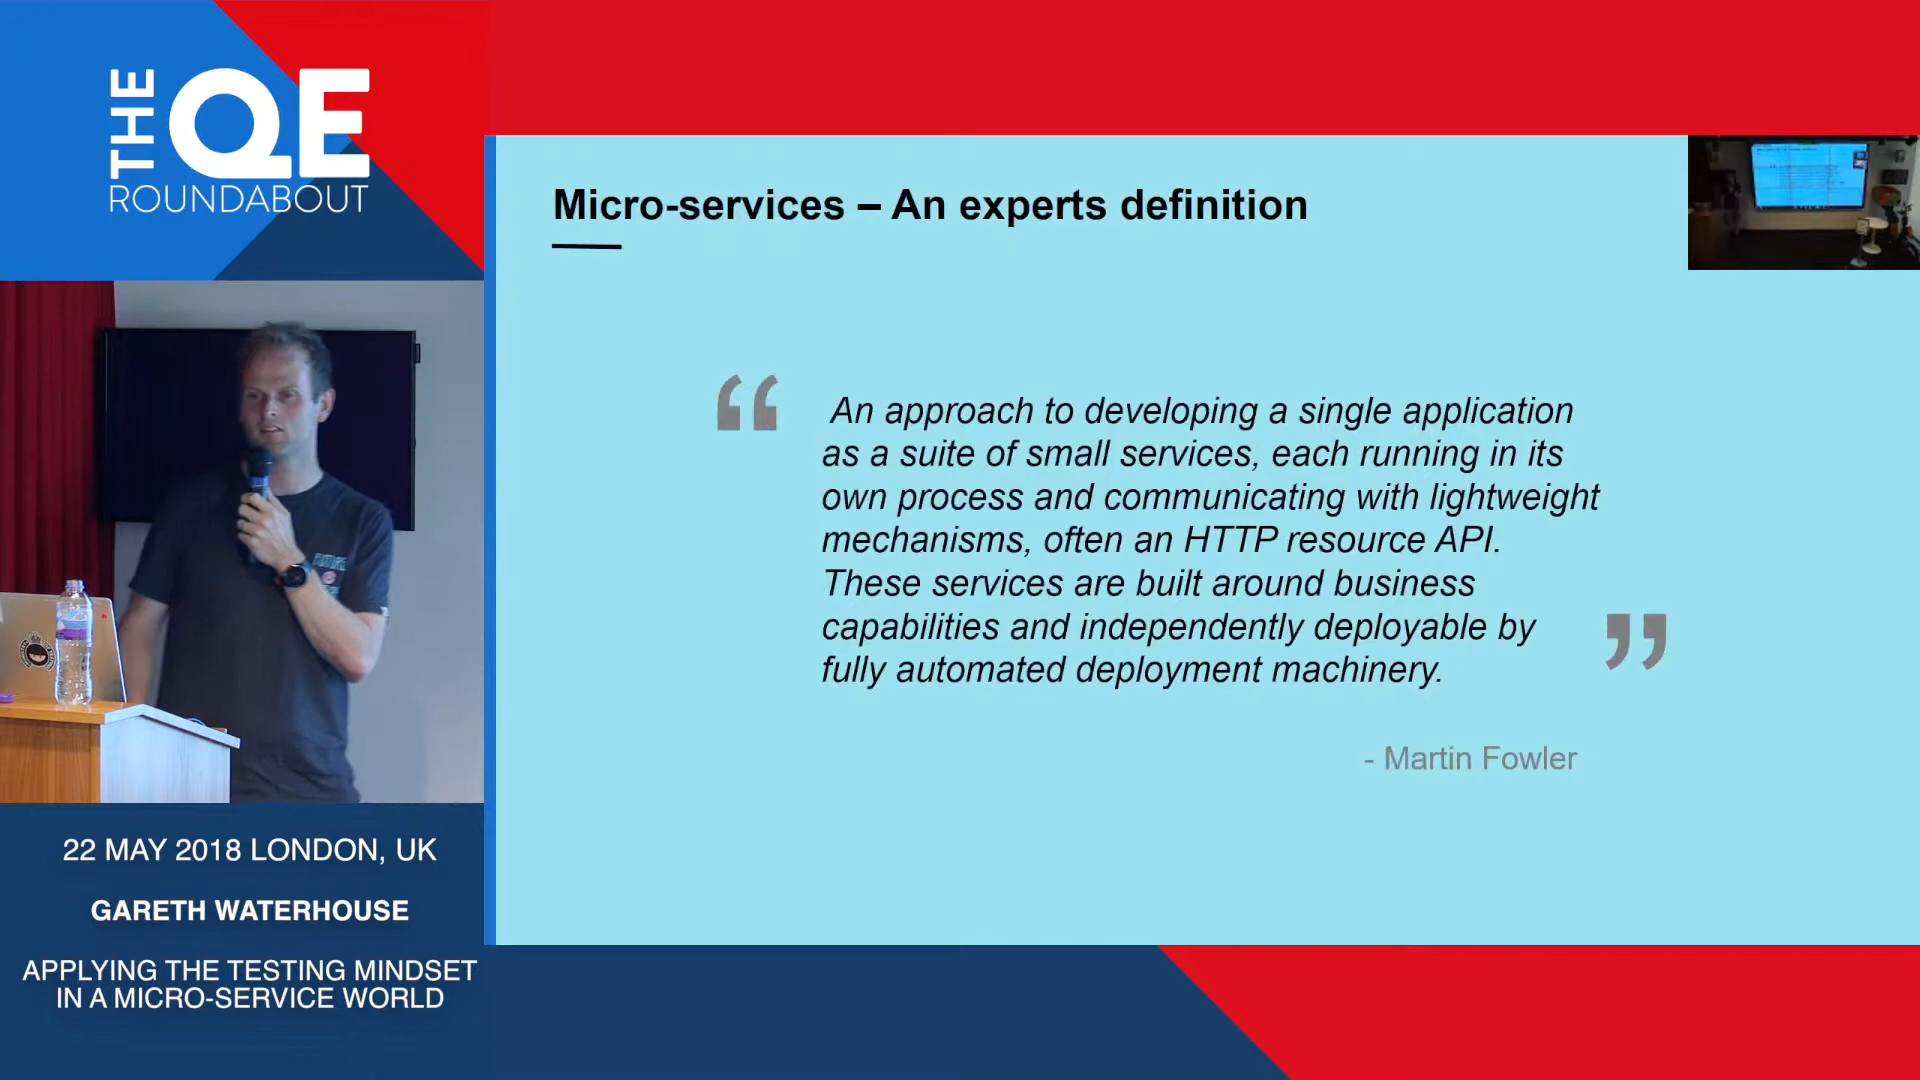 THE QE
ROUNDABOUT
Micro-services – An experts definition
“ An approach to developing a single application
as a suite of small services, each running in its
own process and communicating with lightweight
mechanisms, often an HTTP resource API.
These services are built around business
capabilities and independently deployable by
fully automated deployment machinery. ”
- Martin Fowler
FUTURE
22 MAY 2018 LONDON, UK
GARETH WATERHOUSE
APPLYING THE TESTING MINDSET
IN A MICRO-SERVICE WORLD